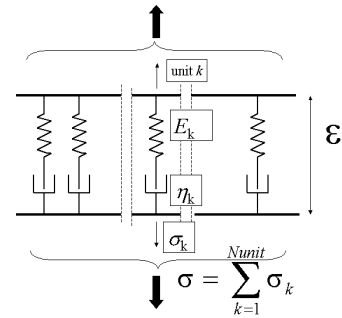 unit k
E_k
ε
η_k
σ_k
σ = ∑_{k=1}^{Nunit} σ_k